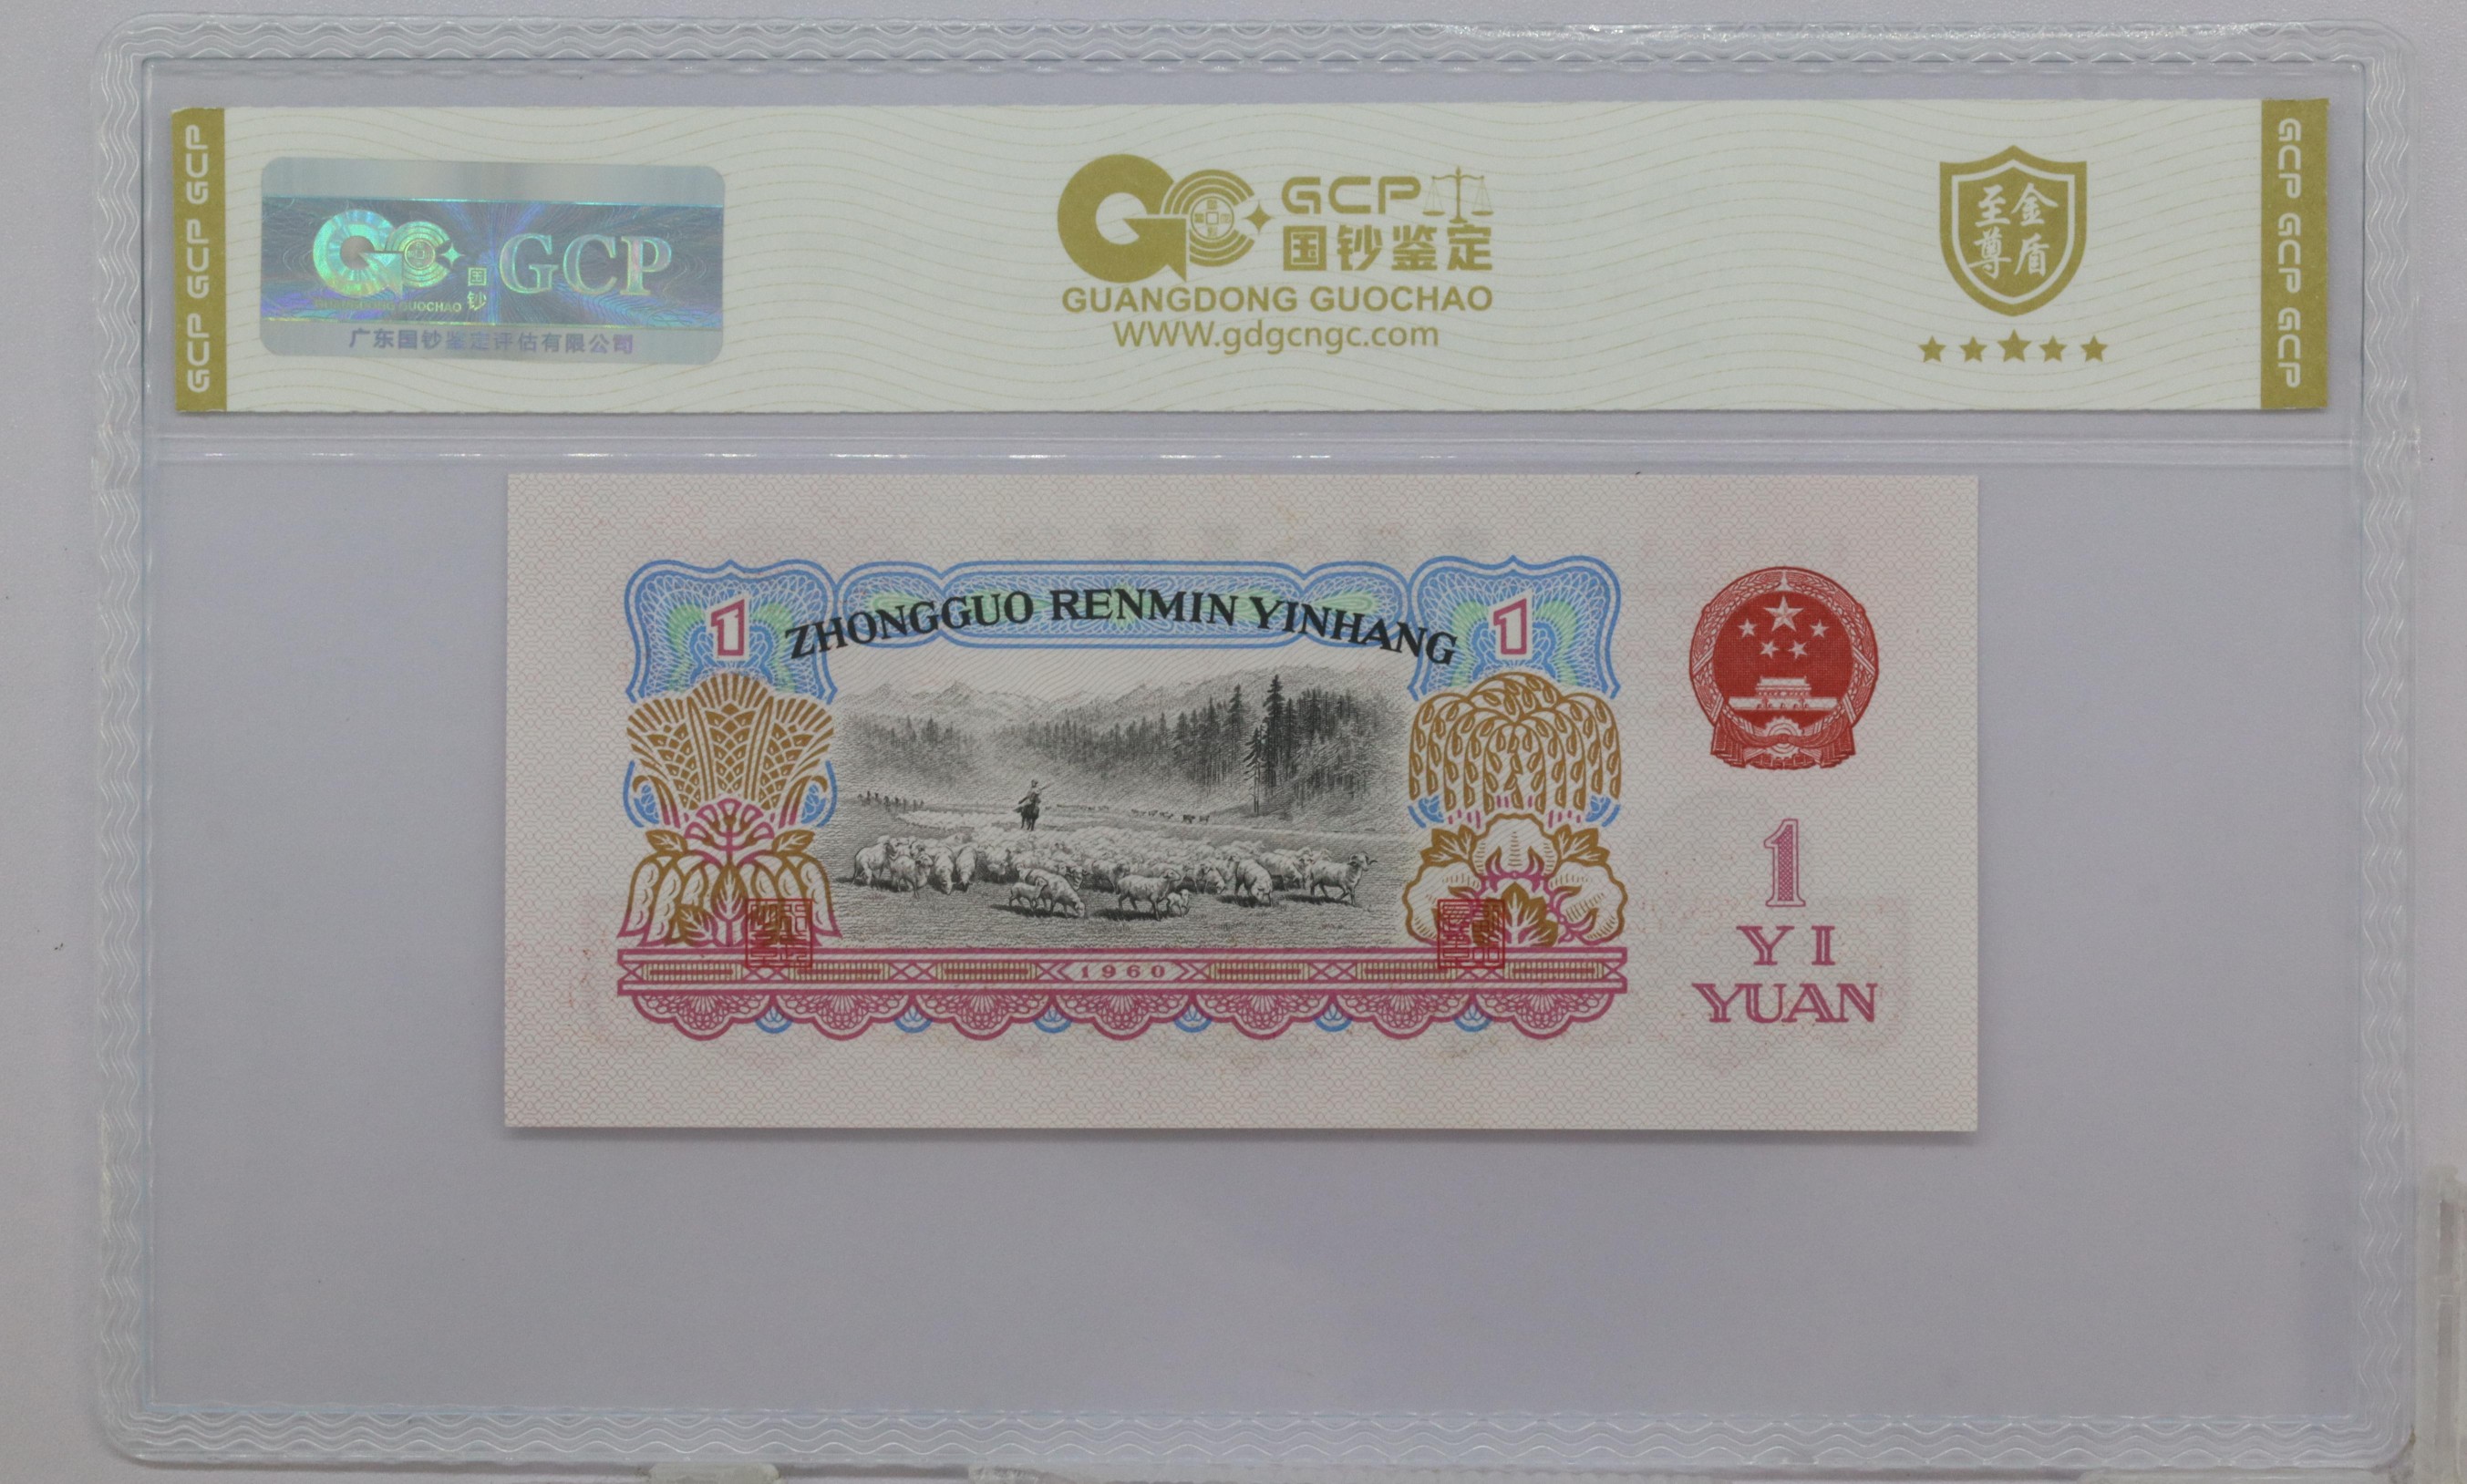 GCP GCP GCP
GCP
国
钞
GUANGDONG GUOCHAO
广东国钞鉴定评估有限公司
GCP
国钞鉴定
GUANGDONG GUOCHAO
WWW.gdgcngc.com
金盾
至尊
GCP GCP GCP
ZHONGGUO RENMIN YINHANG
1
1
1960
1
YI
YUAN